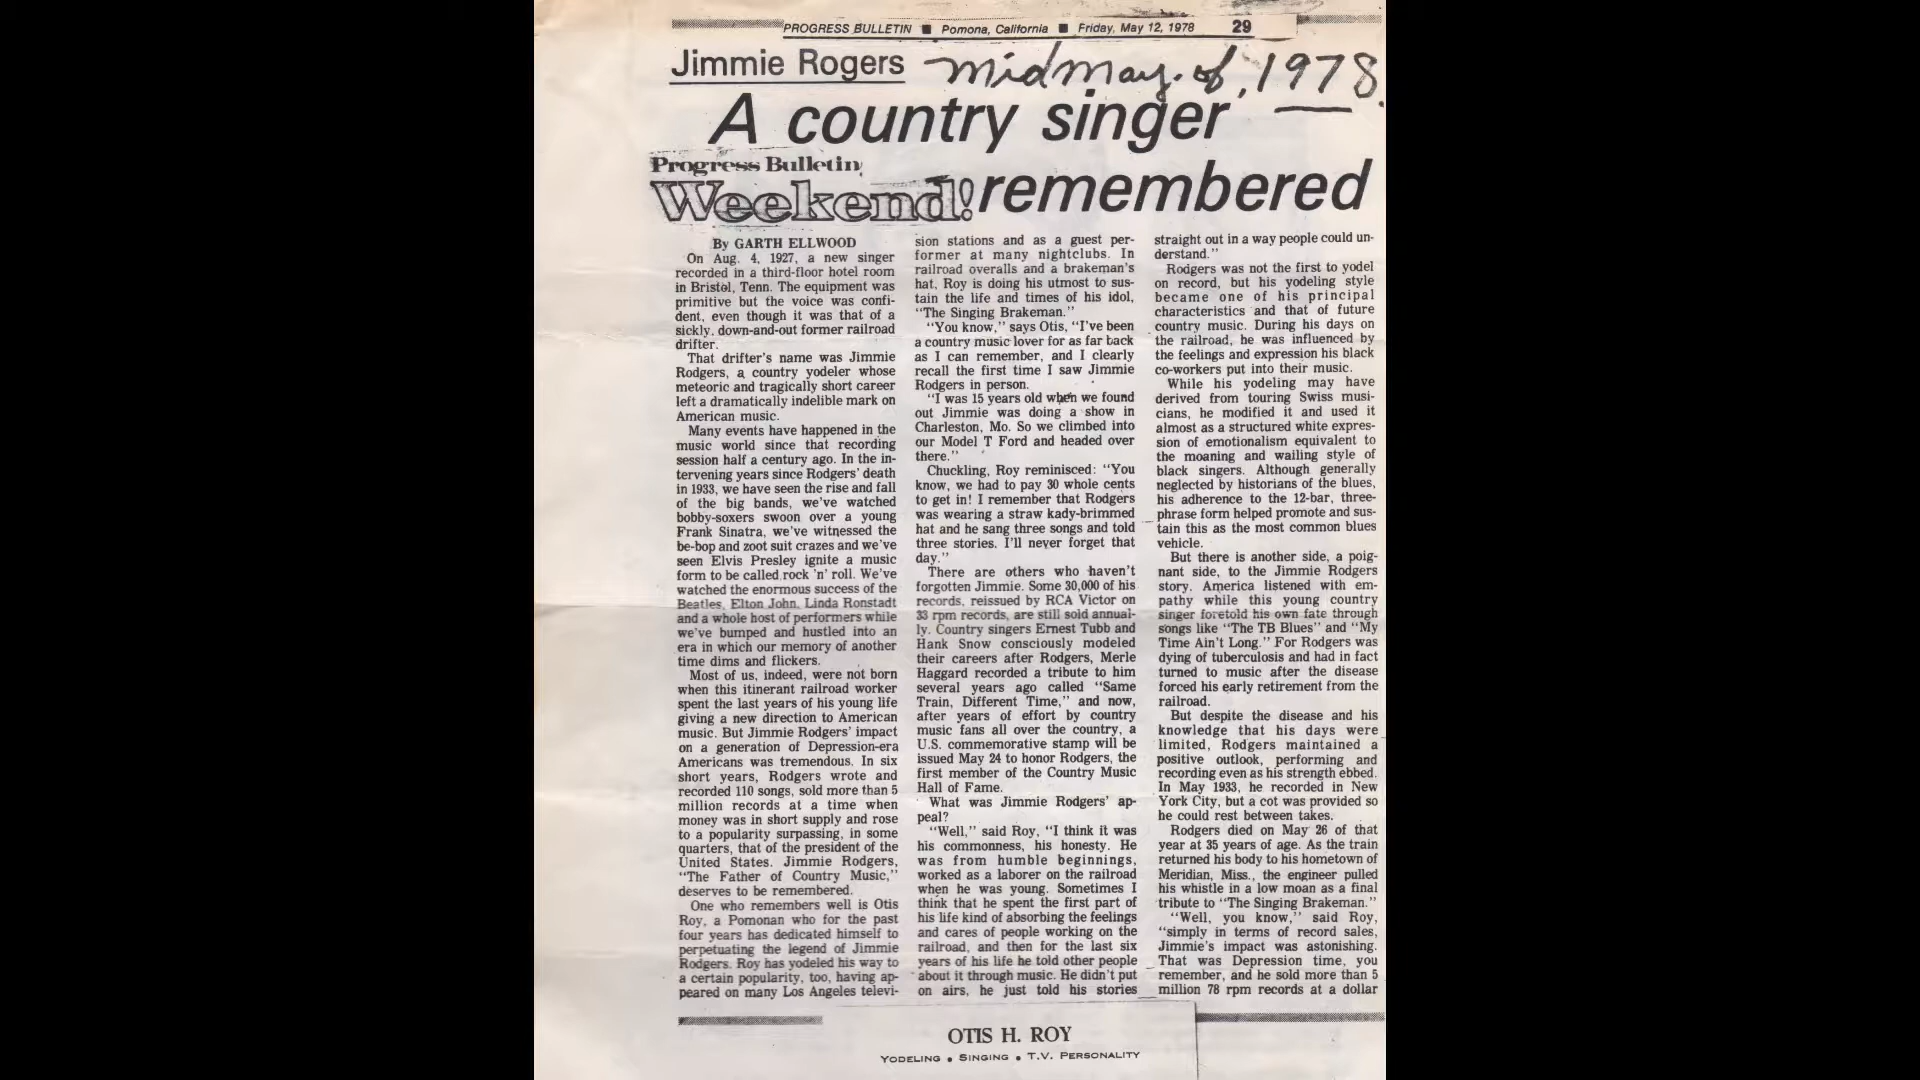 PROGRESS BULLETIN ■ Pomona, California ■ Friday, May 12, 1978 29
Jimmie Rogers
mid may. of, 1978.
A country singer
Progress Bulletin
Weekend! remembered
By GARTH ELLWOOD
On Aug. 4, 1927, a new singer
recorded in a third-floor hotel room
in Bristol, Tenn. The equipment was
primitive but the voice was confi-
dent, even though it was that of a
sickly, down-and-out former railroad
drifter.
That drifter's name was Jimmie
Rodgers, a country yodeler whose
meteoric and tragically short career
left a dramatically indelible mark on
American music.
Many events have happened in the
music world since that recording
session half a century ago. In the in-
tervening years since Rodgers' death
in 1933, we have seen the rise and fall
of the big bands, we've watched
bobby-soxers swoon over a young
Frank Sinatra, we've witnessed the
be-bop and zoot suit crazes and we've
seen Elvis Presley ignite a music
form to be called rock 'n' roll. We've
watched the enormous success of the
Beatles, Elton John, Linda Ronstadt
and a whole host of performers while
we've bumped and hustled into an
era in which our memory of another
time dims and flickers.
Most of us, indeed, were not born
when this itinerant railroad worker
spent the last years of his young life
giving a new direction to American
music. But Jimmie Rodgers' impact
on a generation of Depression-era
Americans was tremendous. In six
short years, Rodgers wrote and
recorded 110 songs, sold more than 5
million records at a time when
money was in short supply and rose
to a popularity surpassing, in some
quarters, that of the president of the
United States. Jimmie Rodgers,
"The Father of Country Music,"
deserves to be remembered.
One who remembers well is Otis
Roy, a Pomonan who for the past
four years has dedicated himself to
perpetuating the legend of Jimmie
Rodgers. Roy has yodeled his way to
a certain popularity, too, having ap-
peared on many Los Angeles televi-
sion stations and as a guest per-
former at many nightclubs. In
railroad overalls and a brakeman's
hat, Roy is doing his utmost to sus-
tain the life and times of his idol,
"The Singing Brakeman."
"You know," says Otis, "I've been
a country music lover for as far back
as I can remember, and I clearly
recall the first time I saw Jimmie
Rodgers in person.
"I was 15 years old when we found
out Jimmie was doing a show in
Charleston, Mo. So we climbed into
our Model T Ford and headed over
there."
Chuckling, Roy reminisced: "You
know, we had to pay 30 whole cents
to get in! I remember that Rodgers
was wearing a straw kady-brimmed
hat and he sang three songs and told
three stories. I'll never forget that
day."
There are others who haven't
forgotten Jimmie. Some 30,000 of his
records, reissued by RCA Victor on
33 rpm records, are still sold annual-
ly. Country singers Ernest Tubb and
Hank Snow consciously modeled
their careers after Rodgers, Merle
Haggard recorded a tribute to him
several years ago called "Same
Train, Different Time," and now,
after years of effort by country
music fans all over the country, a
U.S. commemorative stamp will be
issued May 24 to honor Rodgers, the
first member of the Country Music
Hall of Fame.
What was Jimmie Rodgers' ap-
peal?
"Well," said Roy, "I think it was
his commonness, his honesty. He
was from humble beginnings,
worked as a laborer on the railroad
when he was young. Sometimes I
think that he spent the first part of
his life kind of absorbing the feelings
and cares of people working on the
railroad, and then for the last six
years of his life he told other people
about it through music. He didn't put
on airs, he just told his stories
straight out in a way people could un-
derstand."
Rodgers was not the first to yodel
on record, but his yodeling style
became one of his principal
characteristics and that of future
country music. During his days on
the railroad, he was influenced by
the feelings and expression his black
co-workers put into their music.
While his yodeling may have
derived from touring Swiss musi-
cians, he modified it and used it
almost as a structured white expres-
sion of emotionalism equivalent to
the moaning and wailing style of
black singers. Although generally
neglected by historians of the blues,
his adherence to the 12-bar, three-
phrase form helped promote and sus-
tain this as the most common blues
vehicle.
But there is another side, a poig-
nant side, to the Jimmie Rodgers
story. America listened with em-
pathy while this young country
singer foretold his own fate through
songs like "The TB Blues" and "My
Time Ain't Long." For Rodgers was
dying of tuberculosis and had in fact
turned to music after the disease
forced his early retirement from the
railroad.
But despite the disease and his
knowledge that his days were
limited, Rodgers maintained a
positive outlook, performing and
recording even as his strength ebbed.
In May 1933, he recorded in New
York City, but a cot was provided so
he could rest between takes.
Rodgers died on May 26 of that
year at 35 years of age. As the train
returned his body to his hometown of
Meridian, Miss., the engineer pulled
his whistle in a low moan as a final
tribute to "The Singing Brakeman."
"Well, you know," said Roy,
"simply in terms of record sales,
Jimmie's impact was astonishing.
That was Depression time, you
remember, and he sold more than 5
million 78 rpm records at a dollar
OTIS H. ROY
YODELING • SINGING • T.V. PERSONALITY